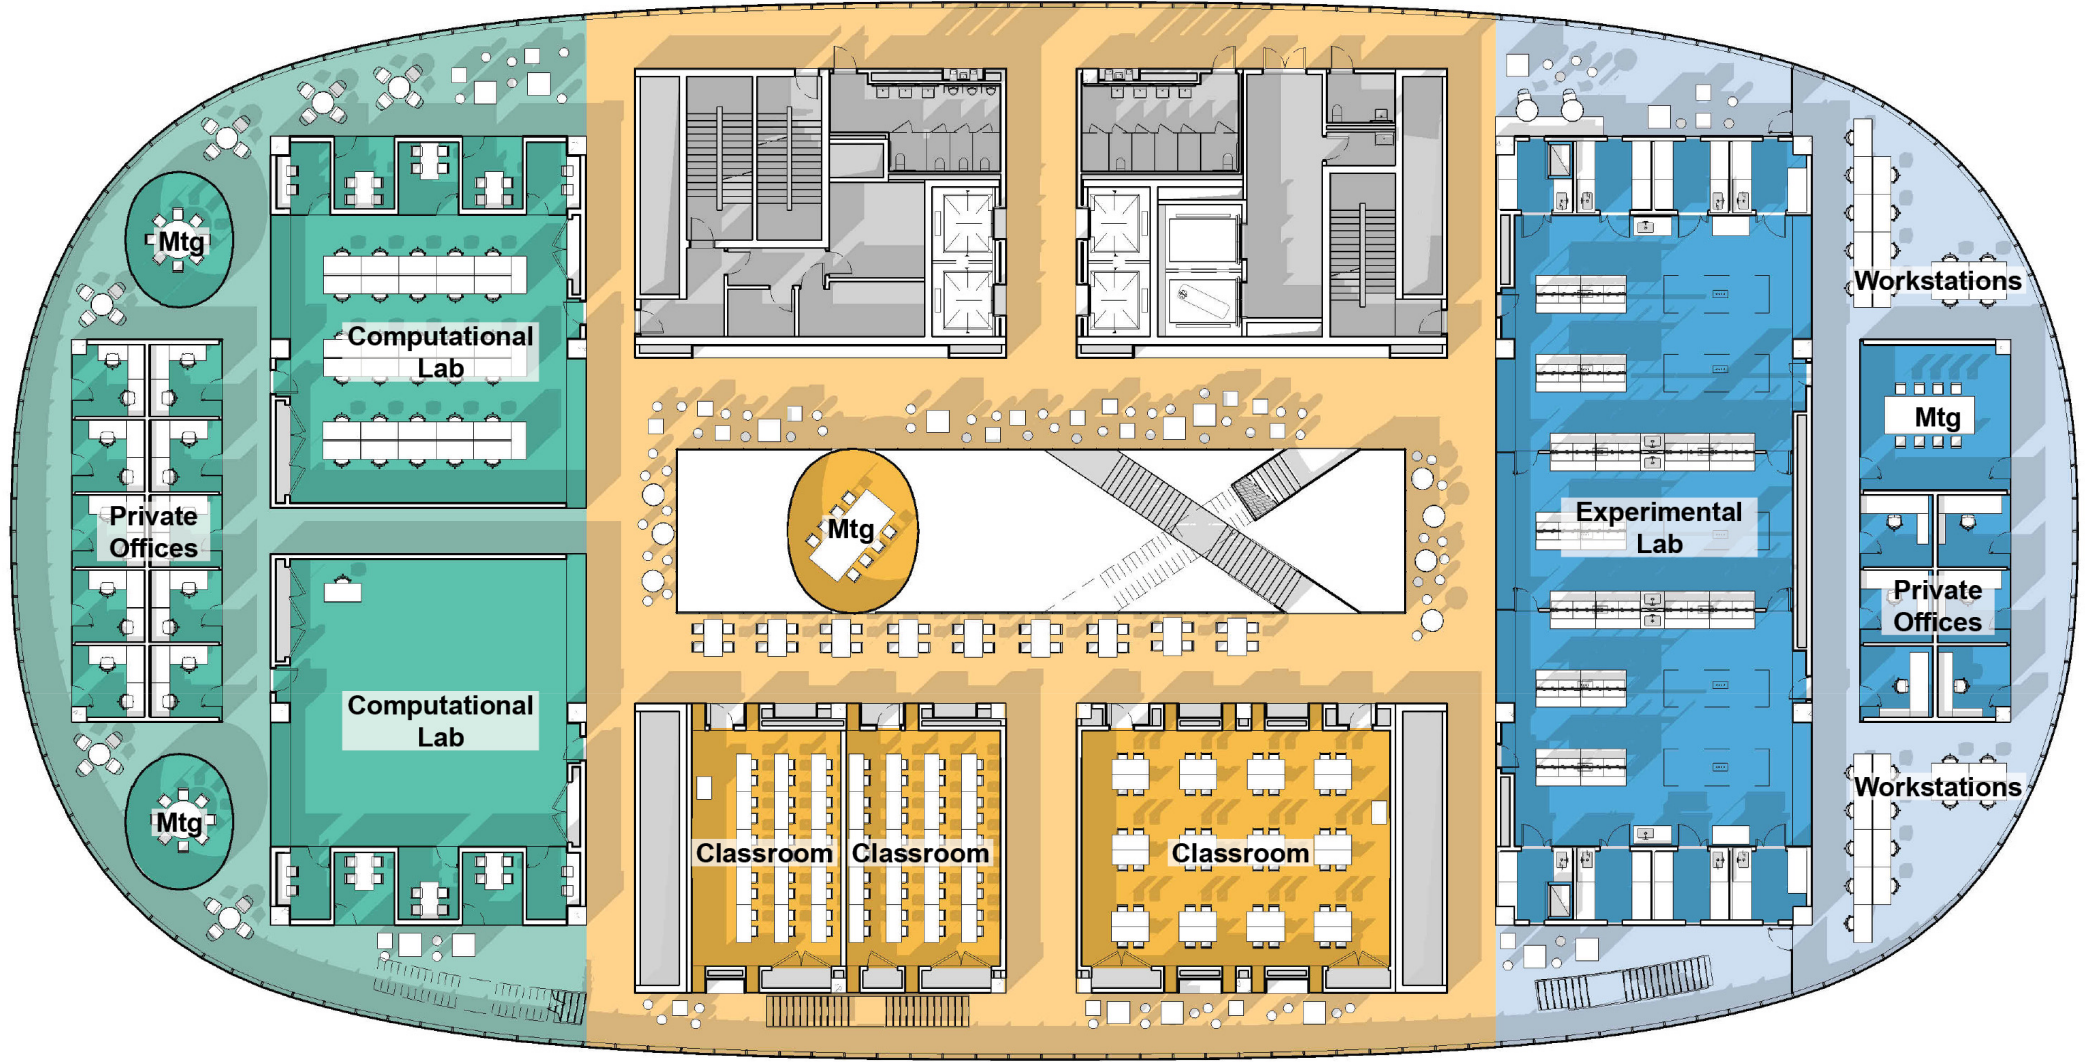 Mtg
Computational
Lab
Private
Offices
Computational
Lab
Mtg
Mtg
Classroom
Classroom
Classroom
Experimental
Lab
Workstations
Mtg
Private
Offices
Workstations